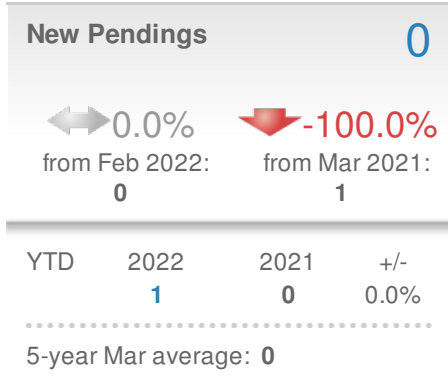 New Pendings 0
0.0% -100.0%
from Feb 2022: from Mar 2021:
0 1
YTD 2022 2021 +/-
1 0 0.0%
5-year Mar average: 0